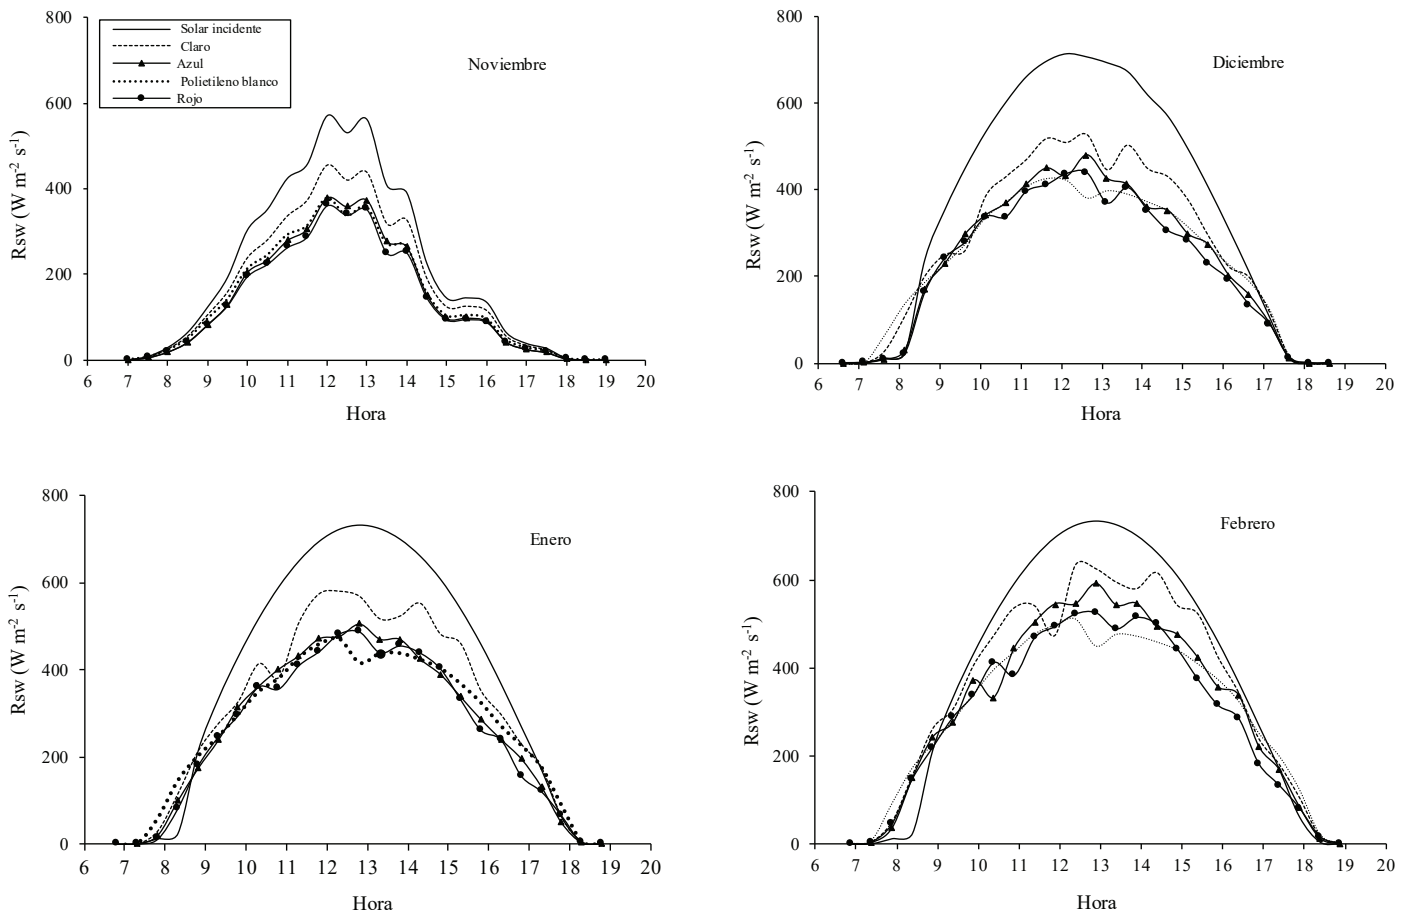 800
600
400
200
0
Rsw (W m-2 s-1)
Solar incidente
Claro
Azul
Polietileno blanco
Rojo
Noviembre
6 7 8 9 10 11 12 13 14 15 16 17 18 19 20
Hora
800
600
400
200
0
Rsw (W m-2 s-1)
Diciembre
6 7 8 9 10 11 12 13 14 15 16 17 18 19 20
Hora
800
600
400
200
0
Rsw (W m-2 s-1)
Enero
6 7 8 9 10 11 12 13 14 15 16 17 18 19 20
Hora
800
600
400
200
0
Rsw (W m-2 s-1)
Febrero
6 7 8 9 10 11 12 13 14 15 16 17 18 19 20
Hora